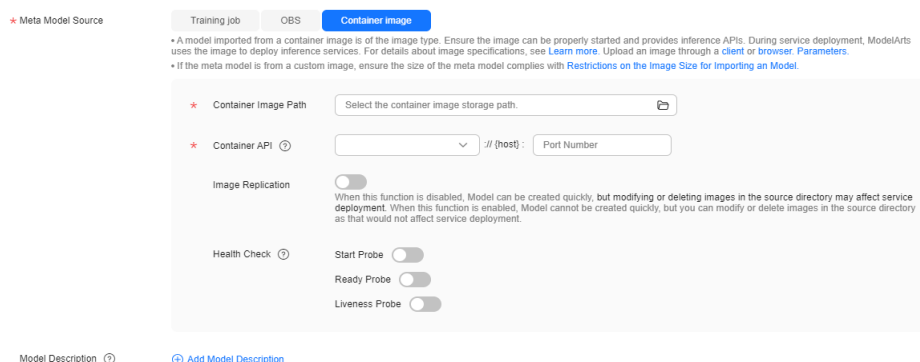 * Meta Model Source Training job OBS Container image
• A model imported from a container image is of the image type. Ensure the image can be properly started and provides inference APIs. During service deployment, ModelArts
uses the image to deploy inference services. For details about image specifications, see Learn more. Upload an image through a client or browser. Parameters.
• If the meta model is from a custom image, ensure the size of the meta model complies with Restrictions on the Image Size for Importing an Model.
* Container Image Path Select the container image storage path.
* Container API ? :// {host} : Port Number
Image Replication
When this function is disabled, Model can be created quickly, but modifying or deleting images in the source directory may affect service
deployment. When this function is enabled, Model cannot be created quickly, but you can modify or delete images in the source directory
as that would not affect service deployment.
Health Check ? Start Probe
Ready Probe
Liveness Probe
Model Description ? Add Model Description